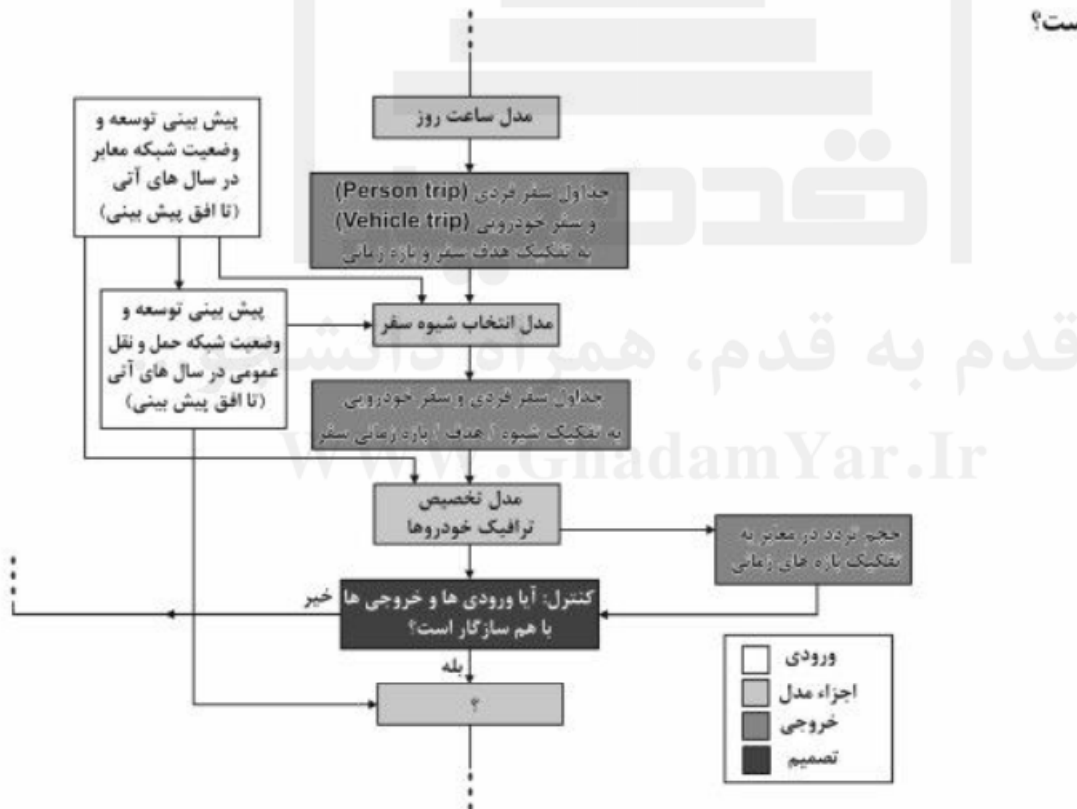 ست؟
مدل ساعت روز
پیش بینی توسعه و
وضعیت شبکه معابر
در سال های آتی
(تا افق پیش بینی)
جداول سفر فردی (Person trip)
و سفر خودرویی (Vehicle trip)
به تفکیک هدف سفر و بازه زمانی
پیش بینی توسعه و
وضعیت شبکه حمل و نقل
عمومی در سال های آتی
(تا افق پیش بینی)
مدل انتخاب شیوه سفر
قدم به قدم، همراه دانشجو
جداول سفر فردی و سفر خودرویی
به تفکیک شیوه / هدف / بازه زمانی سفر
WWW.GhadamYar.Ir
مدل تخصیص
ترافیک خودروها
حجم تردد در معابر به
تفکیک بازه های زمانی
کنترل: آیا ورودی ها و خروجی ها
با هم سازگار است؟
خیر
بله
؟
ورودی
اجزاء مدل
خروجی
تصمیم